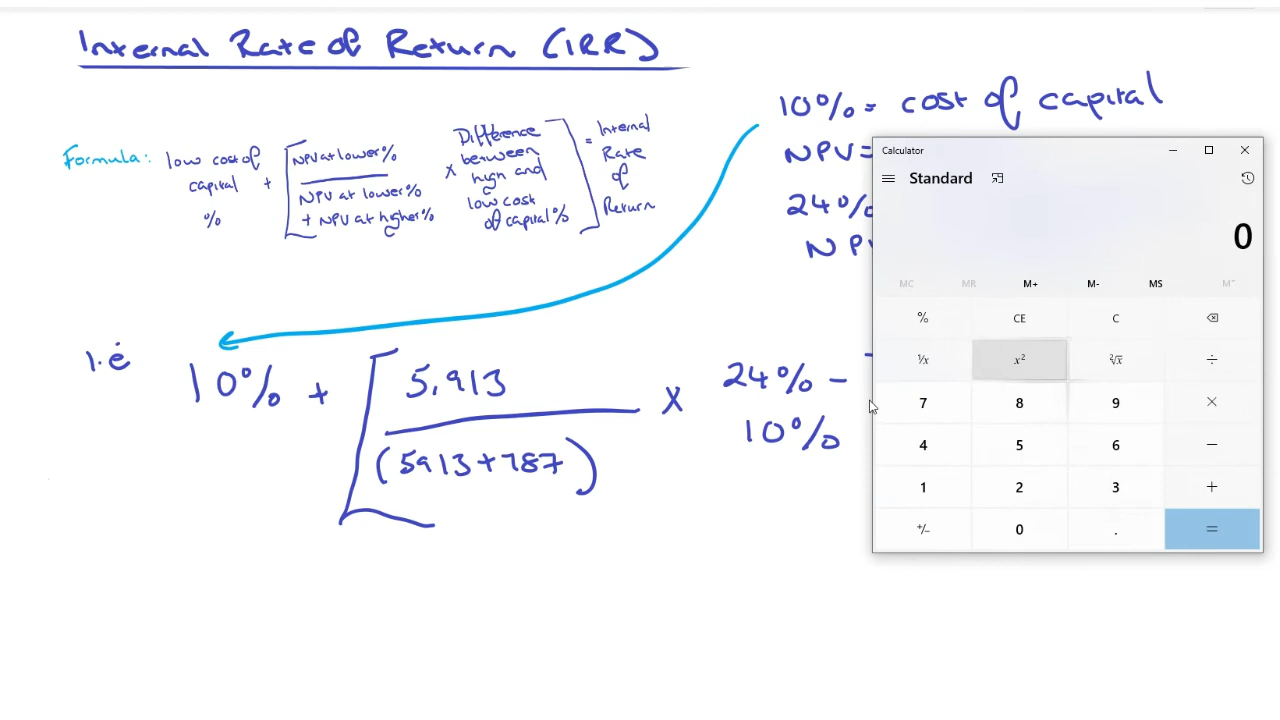 Internal Rate of Return (IRR)
10% = cost of capital
NPV =
24%
NPV
Formula: low cost of capital % + [ NPV at lower % / NPV at lower % + NPV at higher % x Difference between high and low cost of capital % ] = Internal Rate of Return
i.e 10% + [ 5,913 / (5913+787) x 24% - 10%
Calculator
Standard
0
MC MR M+ M- MS M˅
% CE C
¹/x x² ²√x ÷
7 8 9 ×
4 5 6 −
1 2 3 +
+/− 0 . =